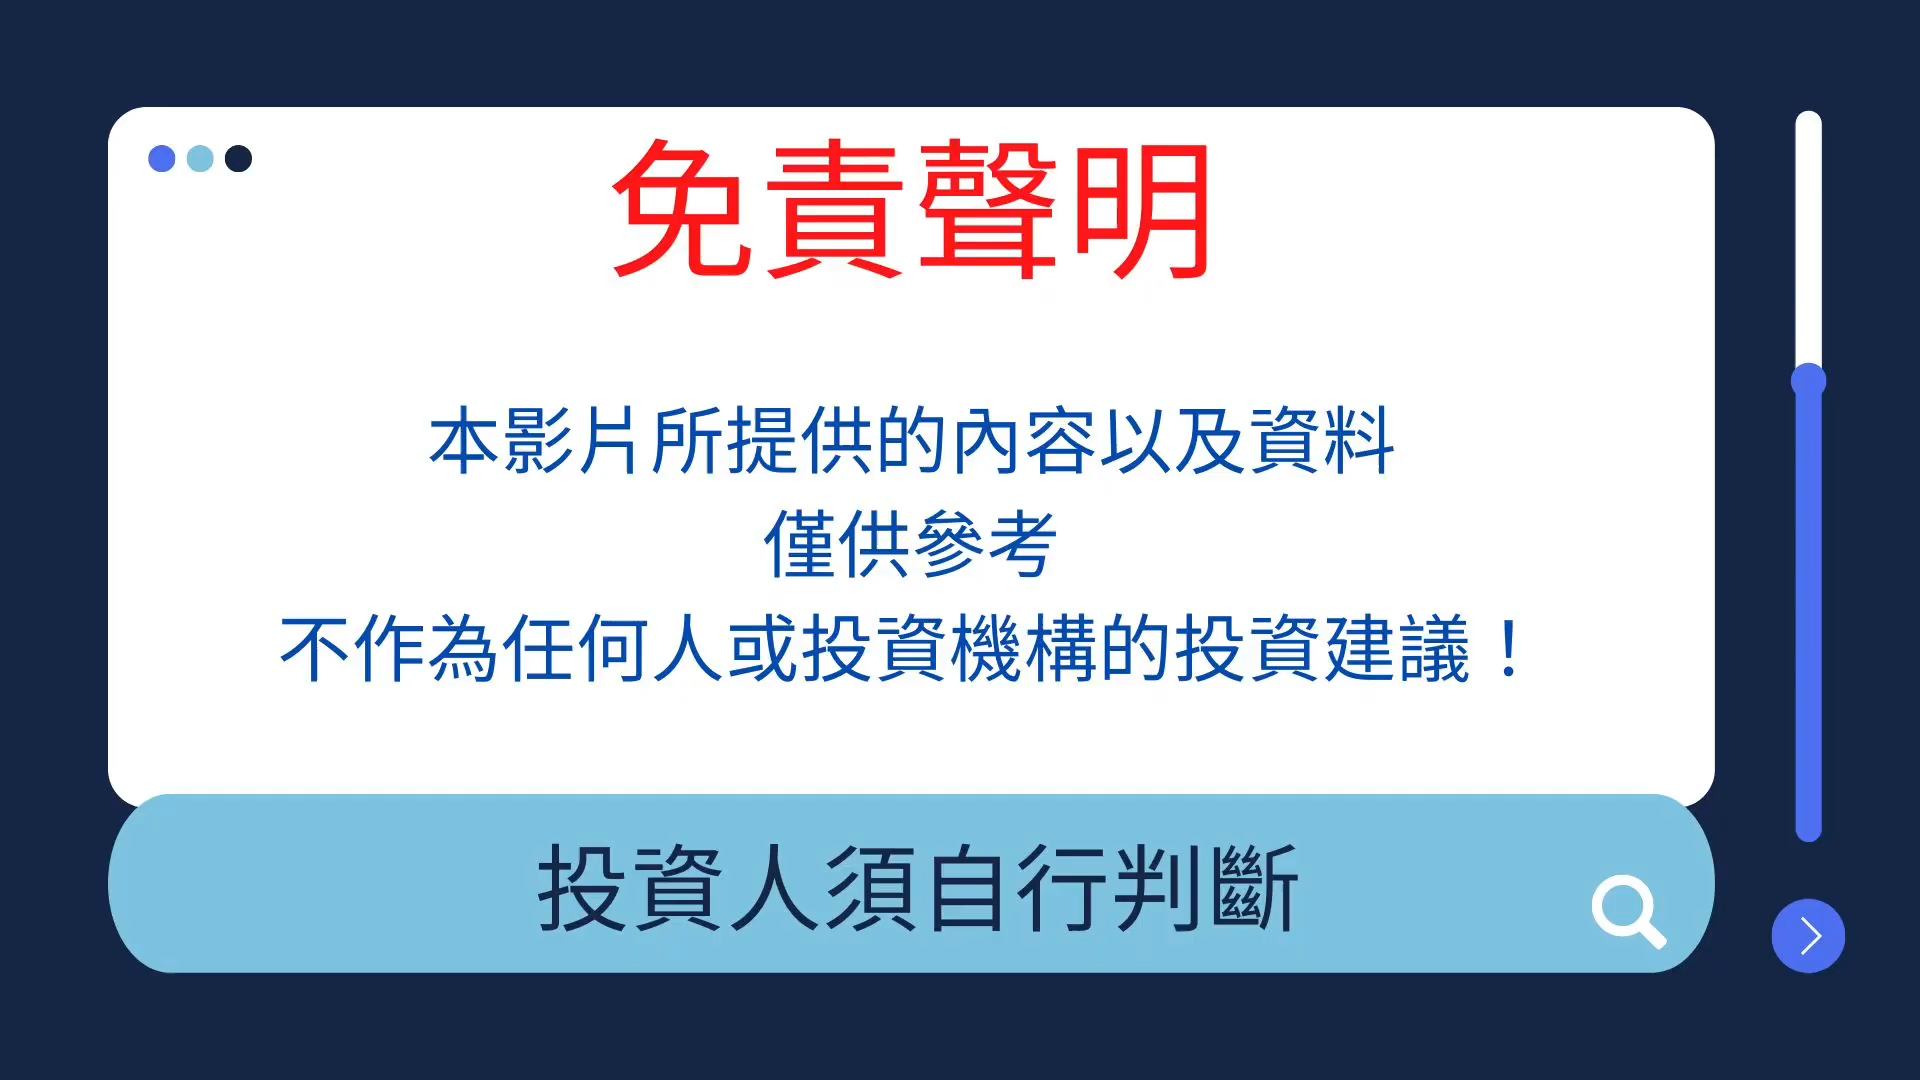 免責聲明
本影片所提供的內容以及資料
僅供參考
不作為任何人或投資機構的投資建議！
投資人須自行判斷